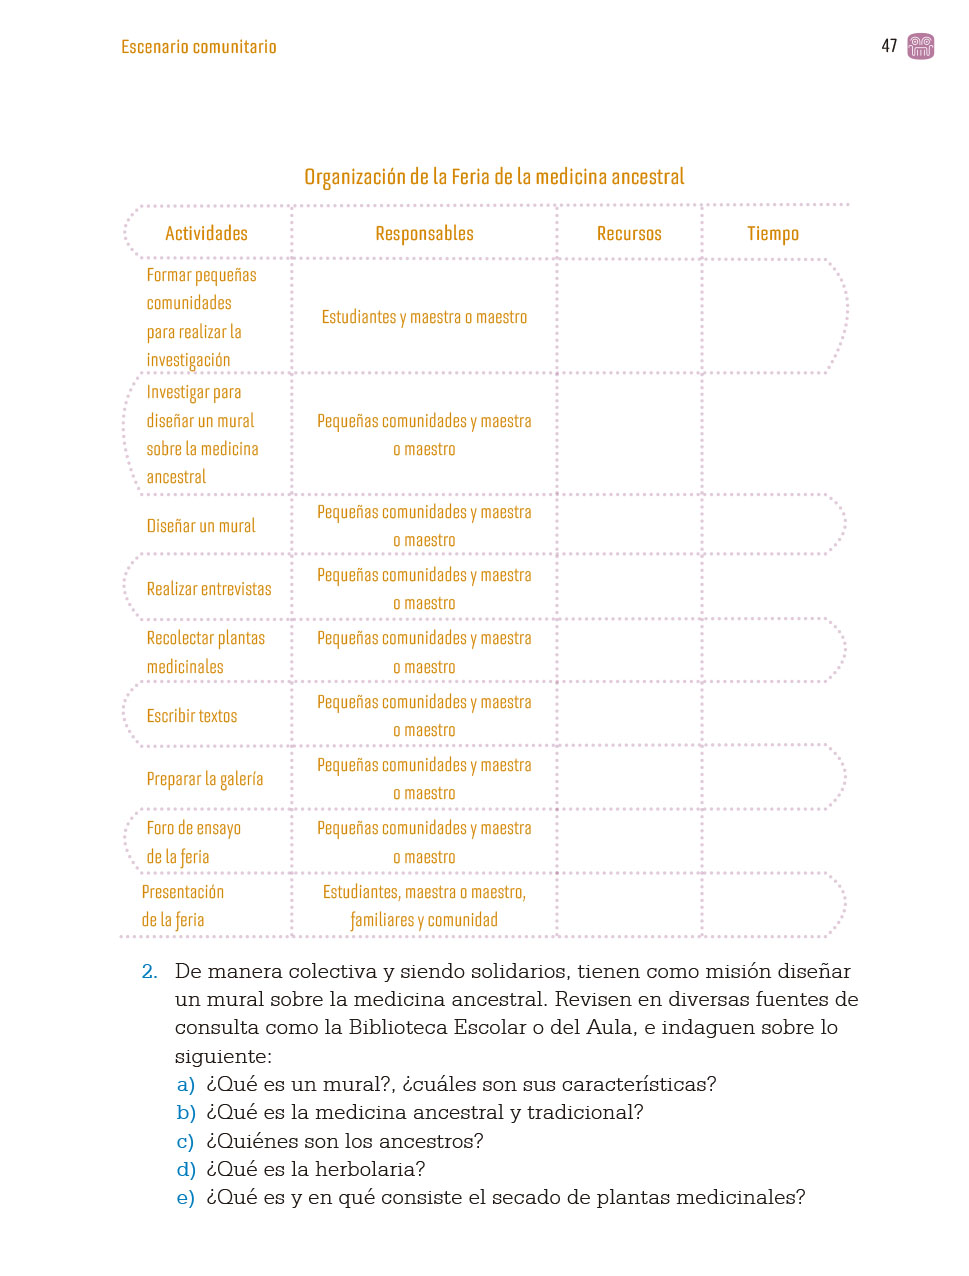 Escenario comunitario
47
Organización de la Feria de la medicina ancestral
Actividades Responsables Recursos Tiempo
Formar pequeñas
comunidades
para realizar la
investigación
Estudiantes y maestra o maestro
Investigar para
diseñar un mural
sobre la medicina
ancestral
Pequeñas comunidades y maestra
o maestro
Diseñar un mural
Pequeñas comunidades y maestra
o maestro
Realizar entrevistas
Pequeñas comunidades y maestra
o maestro
Recolectar plantas
medicinales
Pequeñas comunidades y maestra
o maestro
Escribir textos
Pequeñas comunidades y maestra
o maestro
Preparar la galería
Pequeñas comunidades y maestra
o maestro
Foro de ensayo
de la feria
Pequeñas comunidades y maestra
o maestro
Presentación
de la feria
Estudiantes, maestra o maestro,
familiares y comunidad
2. De manera colectiva y siendo solidarios, tienen como misión diseñar
un mural sobre la medicina ancestral. Revisen en diversas fuentes de
consulta como la Biblioteca Escolar o del Aula, e indaguen sobre lo
siguiente:
a) ¿Qué es un mural?, ¿cuáles son sus características?
b) ¿Qué es la medicina ancestral y tradicional?
c) ¿Quiénes son los ancestros?
d) ¿Qué es la herbolaria?
e) ¿Qué es y en qué consiste el secado de plantas medicinales?